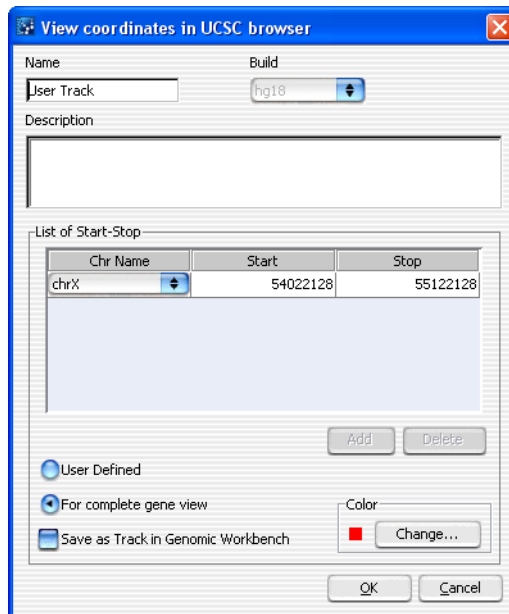 View coordinates in UCSC browser
Name Build
User Track hg18
Description
List of Start-Stop
Chr Name Start Stop
chrX 54022128 55122128
Add Delete
User Defined
For complete gene view Color
Save as Track in Genomic Workbench Change...
OK Cancel